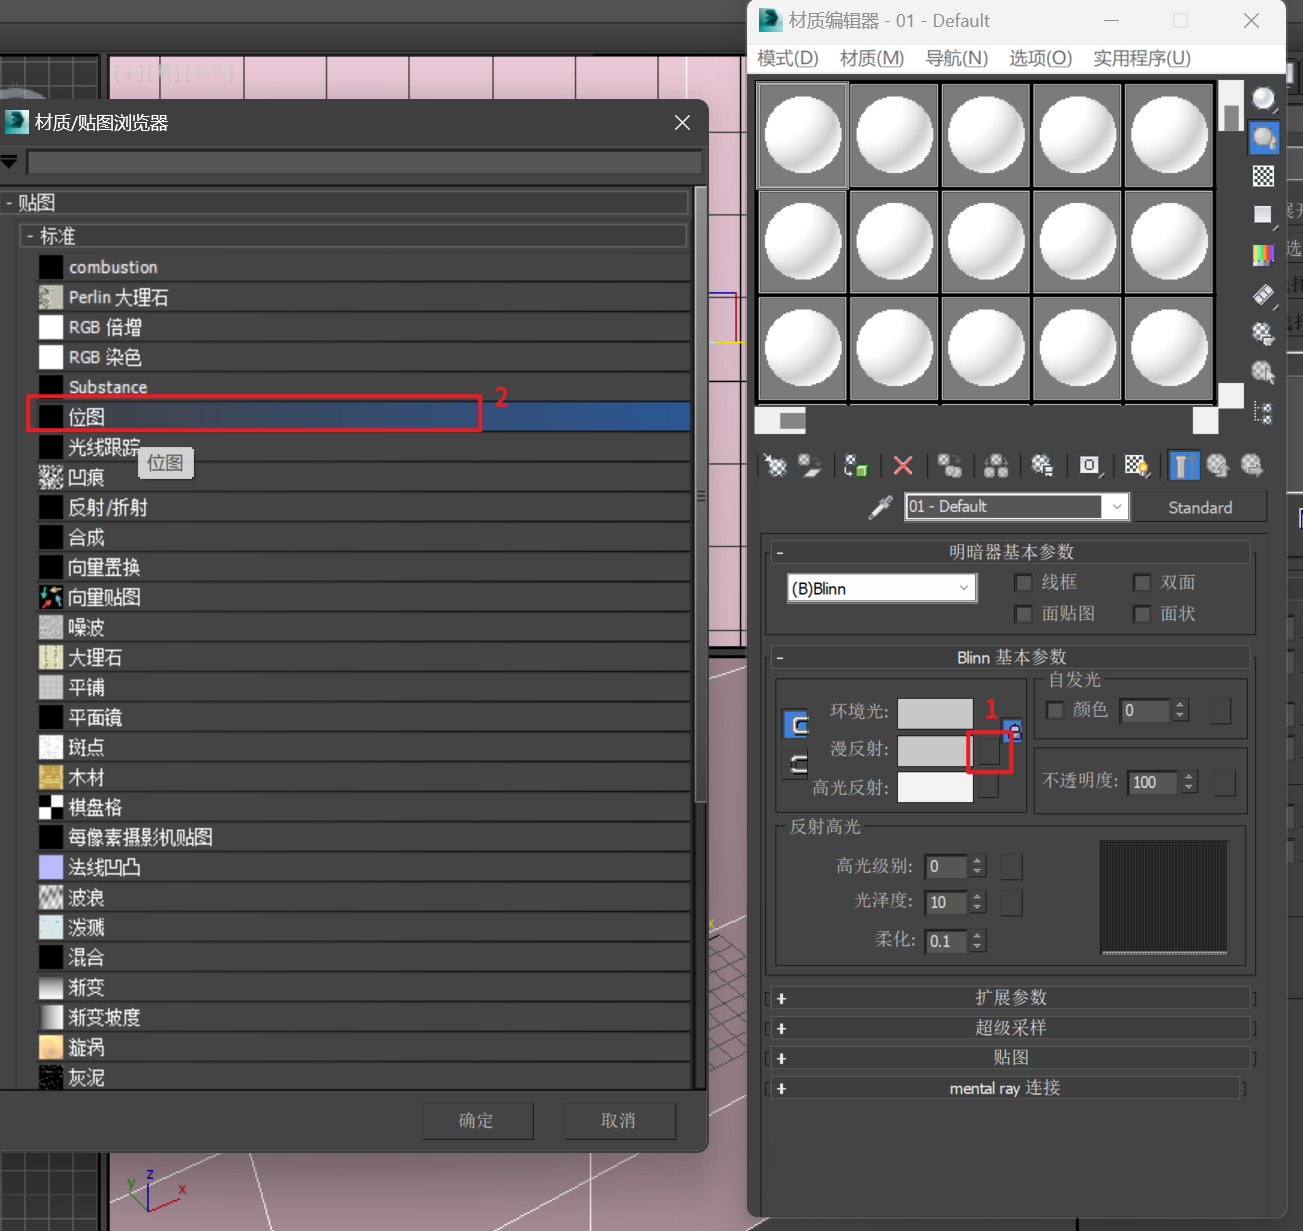 材质编辑器 - 01 - Default
模式(D) 材质(M) 导航(N) 选项(O) 实用程序(U)
材质/贴图浏览器
- 贴图
- 标准
combustion
Perlin 大理石
RGB 倍增
RGB 染色
Substance
位图
2
光线跟踪
位图
凹痕
反射/折射
合成
向量置换
向量贴图
噪波
大理石
平铺
平面镜
斑点
木材
棋盘格
每像素摄影机贴图
法线凹凸
波浪
泼溅
混合
渐变
渐变坡度
漩涡
灰泥
确定 取消
y z x
x
01 - Default
Standard
- 明暗器基本参数
(B)Blinn
线框 双面
面贴图 面状
- Blinn 基本参数
环境光:
1
漫反射:
高光反射:
自发光
颜色 0
不透明度: 100
反射高光
高光级别: 0
光泽度: 10
柔化: 0.1
+ 扩展参数
+ 超级采样
+ 贴图
+ mental ray 连接